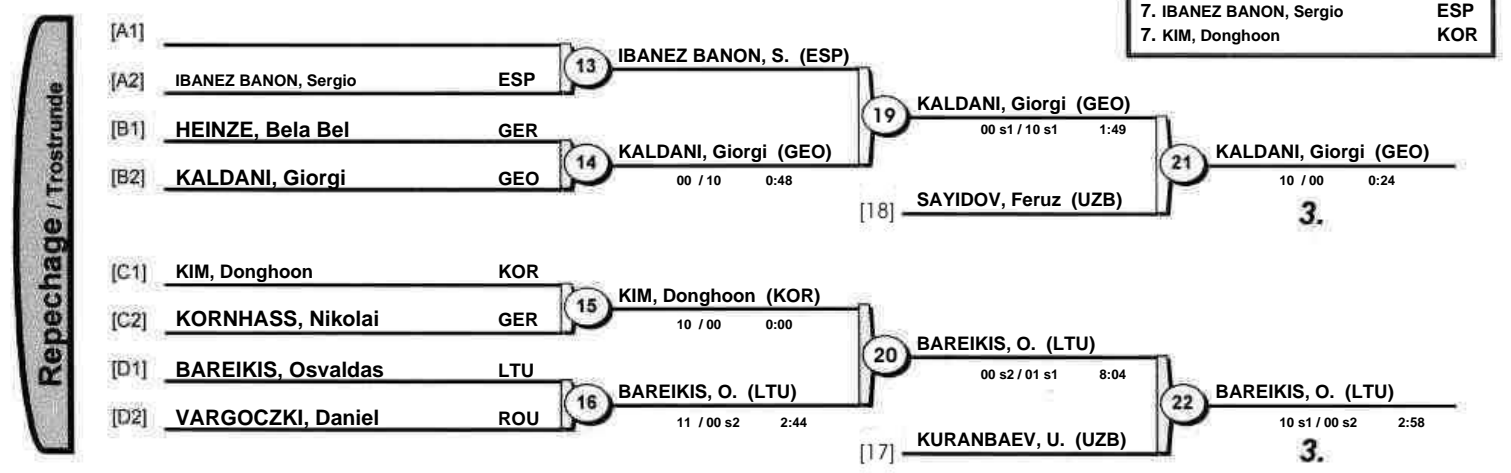 7. IBANEZ BANON, Sergio ESP
7. KIM, Donghoon KOR
Repechage / Trostrunde
[A1]
[A2] IBANEZ BANON, Sergio ESP
13
IBANEZ BANON, S. (ESP)
[B1] HEINZE, Bela Bel GER
[B2] KALDANI, Giorgi GEO
14
KALDANI, Giorgi (GEO)
00 / 10 0:48
19
KALDANI, Giorgi (GEO)
00 s1 / 10 s1 1:49
[18] SAYIDOV, Feruz (UZB)
21
KALDANI, Giorgi (GEO)
10 / 00 0:24
3.
[C1] KIM, Donghoon KOR
[C2] KORNHASS, Nikolai GER
15
KIM, Donghoon (KOR)
10 / 00 0:00
[D1] BAREIKIS, Osvaldas LTU
[D2] VARGOCZKI, Daniel ROU
16
BAREIKIS, O. (LTU)
11 / 00 s2 2:44
20
BAREIKIS, O. (LTU)
00 s2 / 01 s1 8:04
[17] KURANBAEV, U. (UZB)
22
BAREIKIS, O. (LTU)
10 s1 / 00 s2 2:58
3.